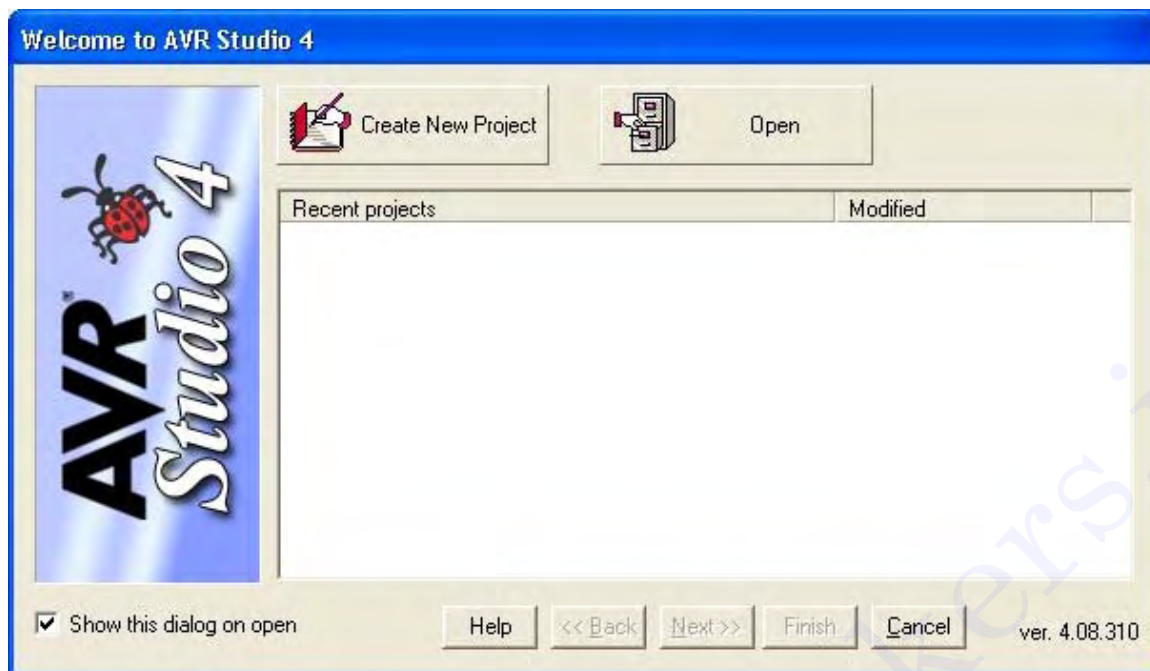 Welcome to AVR Studio 4
Create New Project
Open
Recent projects
Modified
AVR®
Studio 4
Show this dialog on open
Help
<< Back
Next >>
Finish
Cancel
ver. 4.08.310
kers